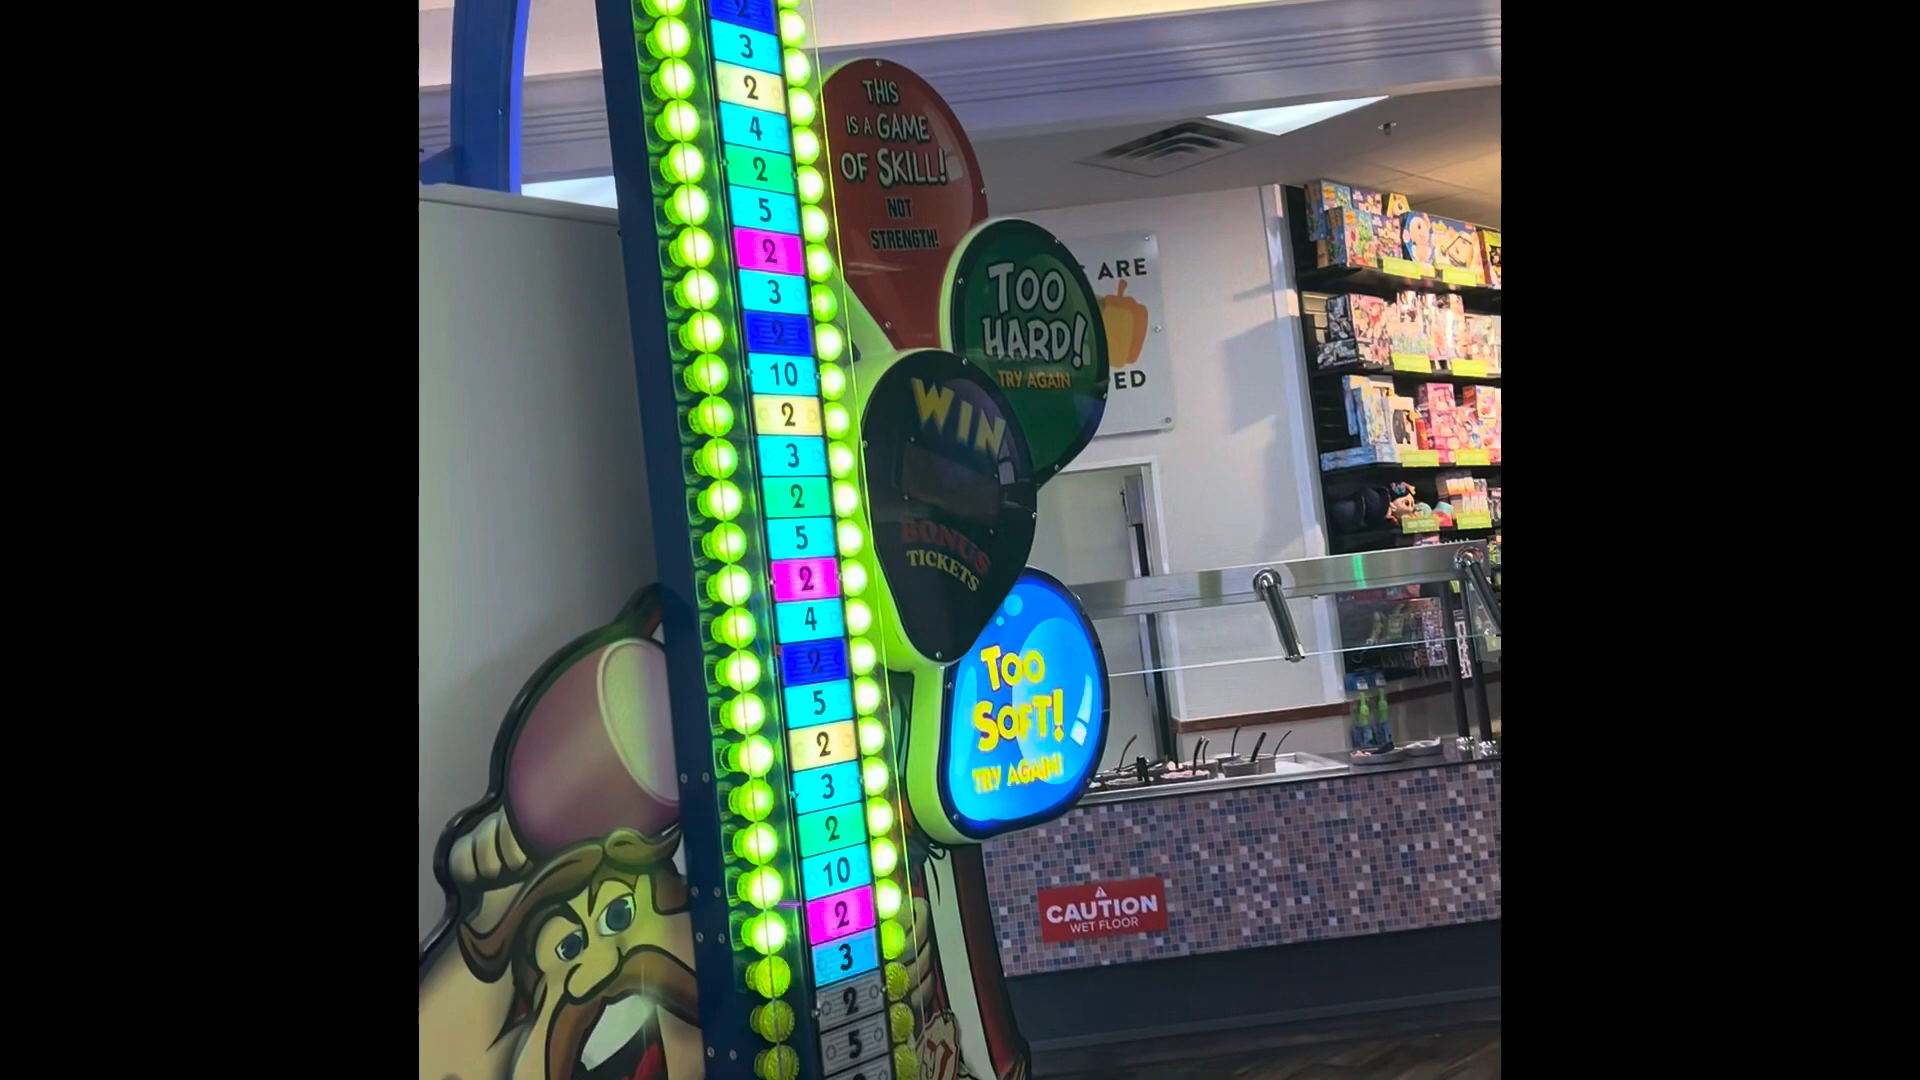 2
3
2
4
2
5
2
3
2
10
2
3
2
5
2
4
2
5
2
3
2
10
2
3
2
5
THIS
IS A GAME
OF SKILL!
NOT
STRENGTH!
TOO
HARD!
TRY AGAIN
ARE
WIN
BONUS
TICKETS
TOO
SOFT!
TRY AGAIN!
CAUTION
WET FLOOR